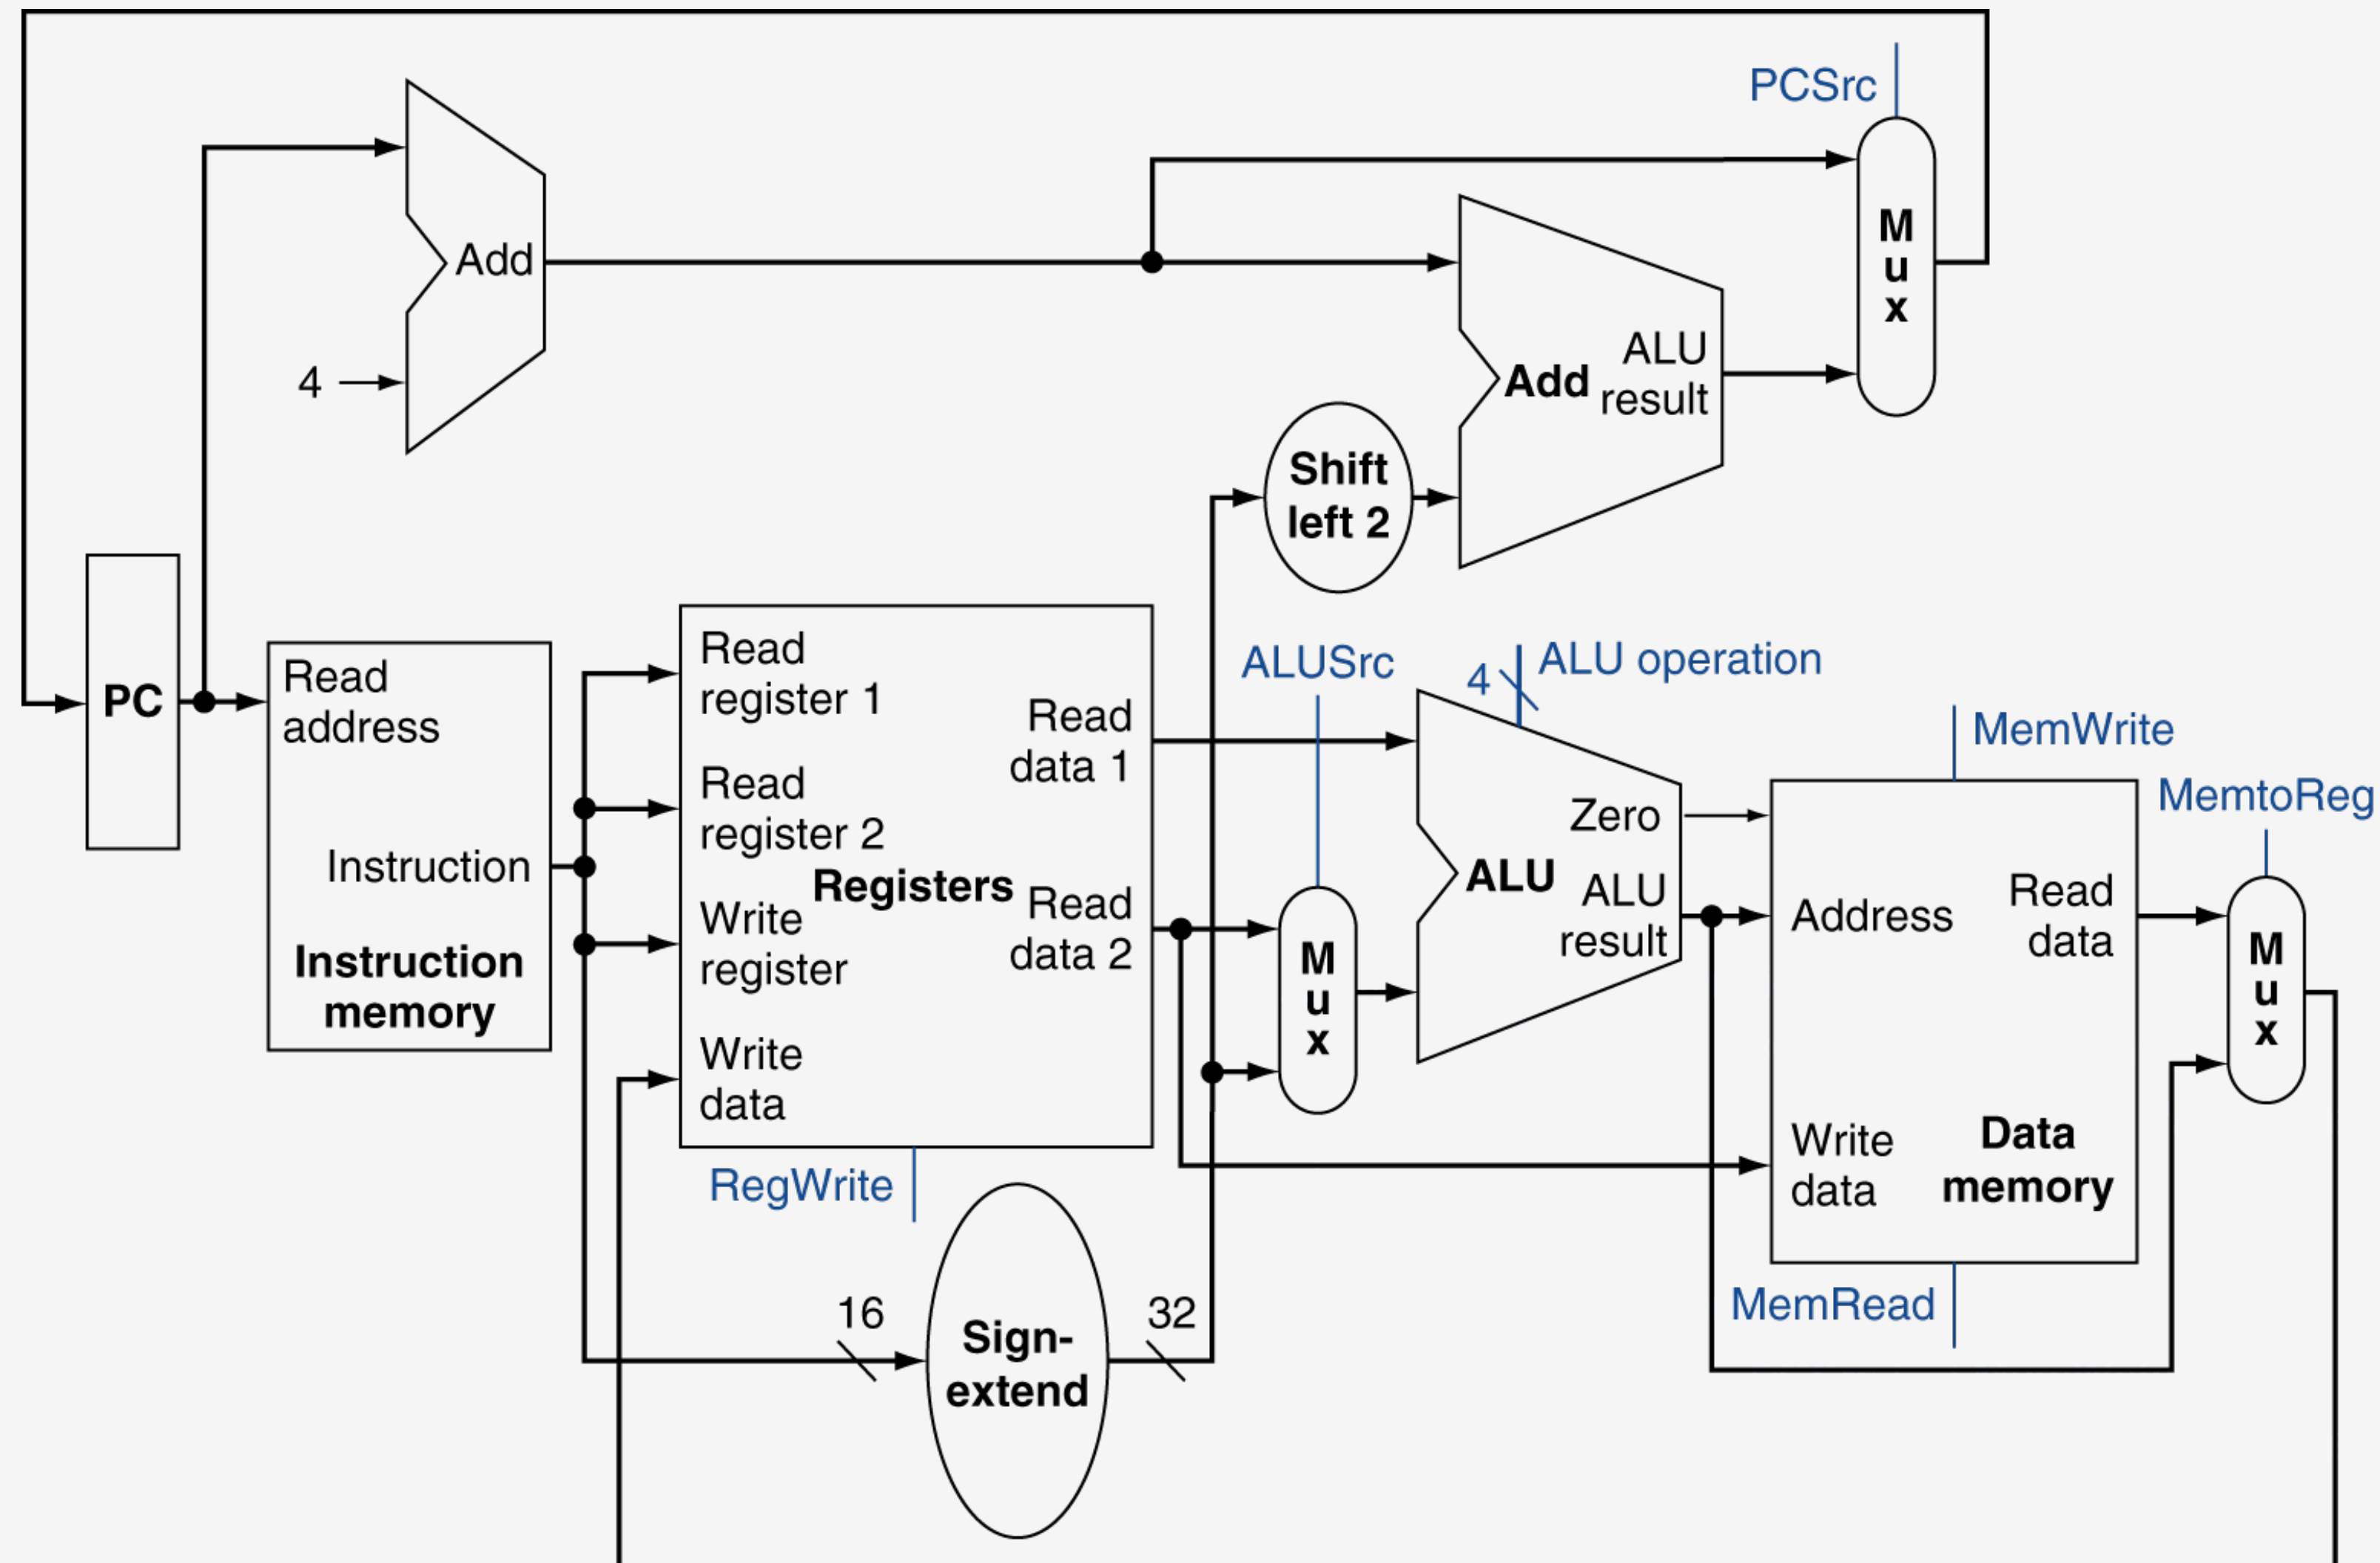 PCSrc
M
u
x
Add
4
ALU
result
Add
Shift
left 2
PC
Read
address
Instruction
Instruction
memory
Read
register 1
Read
register 2
Write
register
Write
data
Registers
Read
data 1
Read
data 2
RegWrite
16
Sign-
extend
32
ALUSrc
M
u
x
4
ALU operation
Zero
ALU
ALU
result
MemWrite
Address
Read
data
Write
data
Data
memory
MemRead
MemtoReg
M
u
x